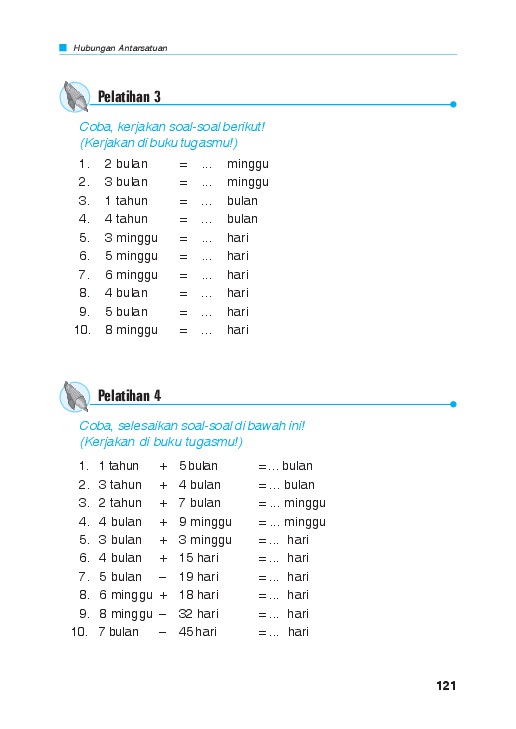 Hubungan Antarsatuan
Pelatihan 3
Coba, kerjakan soal-soal berikut!
(Kerjakan di buku tugasmu!)
1. 2 bulan = ... minggu
2. 3 bulan = ... minggu
3. 1 tahun = ... bulan
4. 4 tahun = ... bulan
5. 3 minggu = ... hari
6. 5 minggu = ... hari
7. 6 minggu = ... hari
8. 4 bulan = ... hari
9. 5 bulan = ... hari
10. 8 minggu = ... hari
Pelatihan 4
Coba, selesaikan soal-soal di bawah ini!
(Kerjakan di buku tugasmu!)
1. 1 tahun + 5 bulan = ... bulan
2. 3 tahun + 4 bulan = ... bulan
3. 2 tahun + 7 bulan = ... minggu
4. 4 bulan + 9 minggu = ... minggu
5. 3 bulan + 3 minggu = ... hari
6. 4 bulan + 15 hari = ... hari
7. 5 bulan – 19 hari = ... hari
8. 6 minggu + 18 hari = ... hari
9. 8 minggu – 32 hari = ... hari
10. 7 bulan – 45 hari = ... hari
121